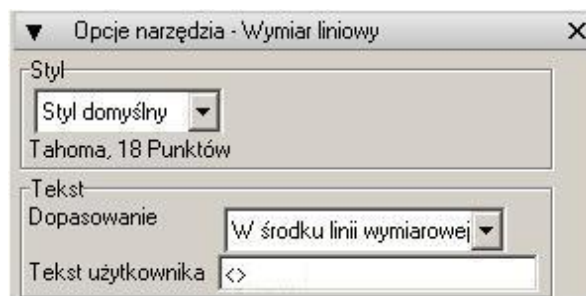 Opcje narzędzia - Wymiar liniowy
Styl
Styl domyślny
Tahoma, 18 Punktów
Tekst
Dopasowanie
W środku linii wymiarowej
Tekst użytkownika <>